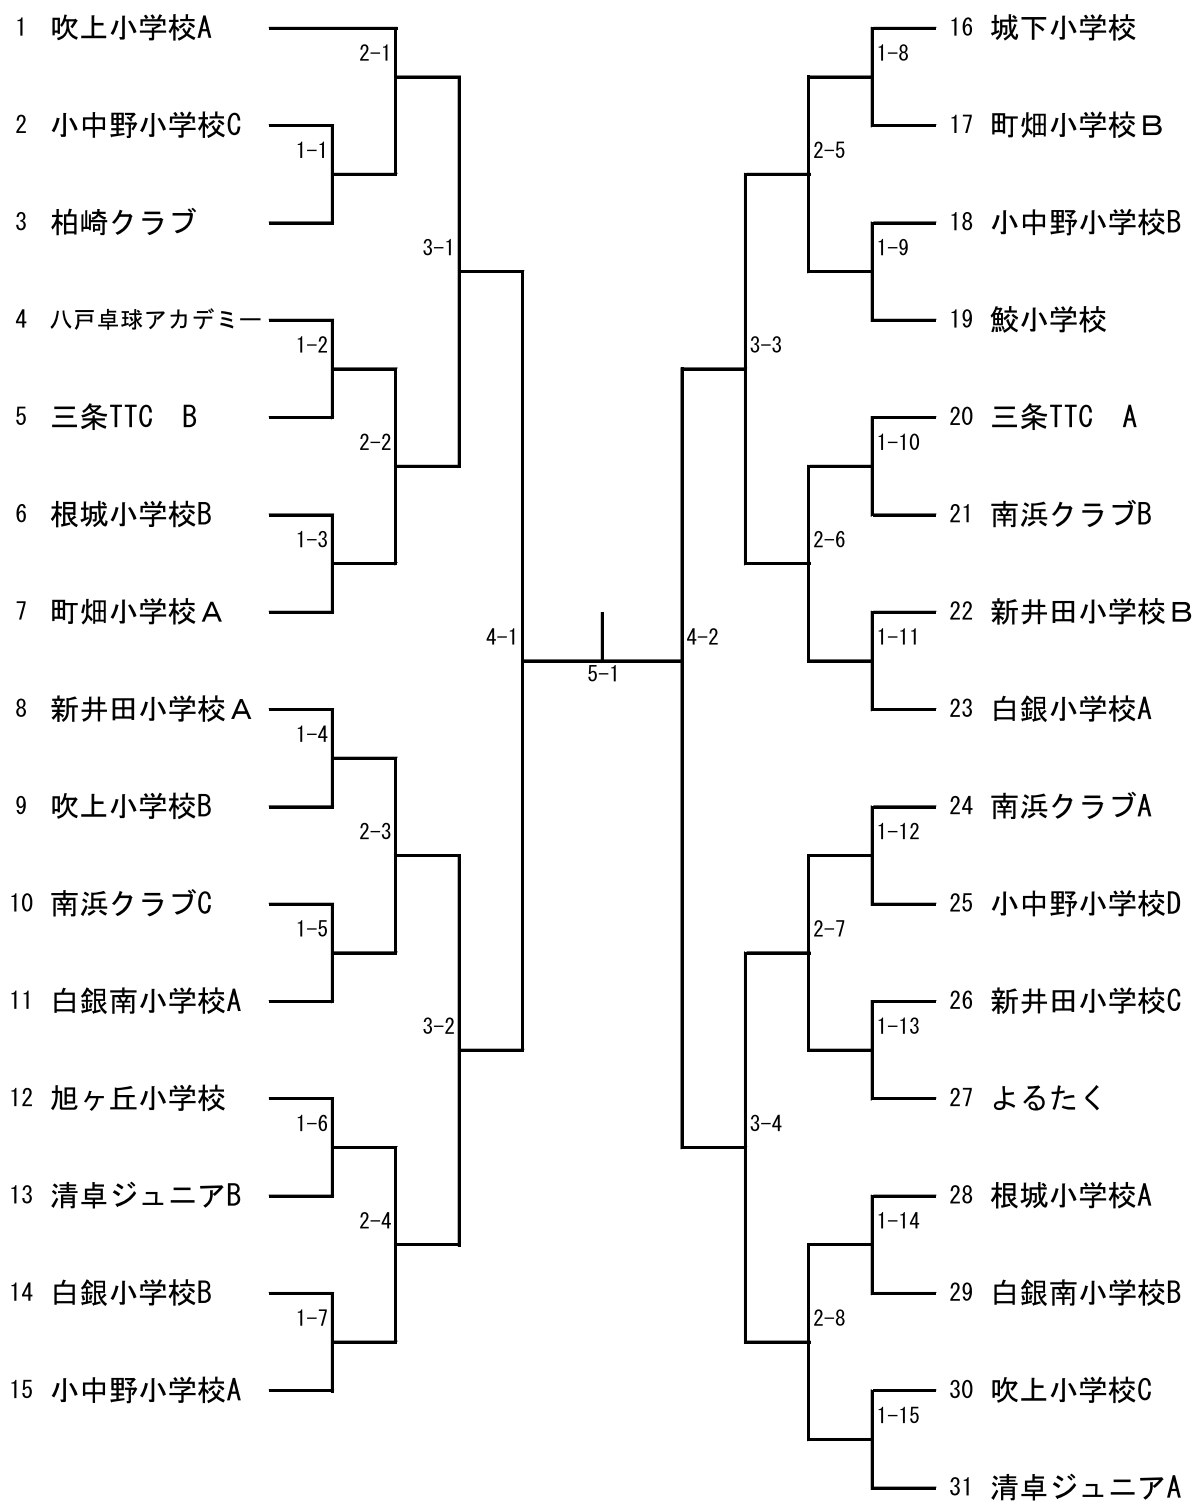 1 吹上小学校A
2-1
2 小中野小学校C
1-1
3 柏崎クラブ
3-1
4 八戸卓球アカデミー
1-2
5 三条TTC　B
2-2
6 根城小学校B
1-3
7 町畑小学校Ａ
4-1
8 新井田小学校Ａ
1-4
9 吹上小学校B
2-3
10 南浜クラブC
1-5
11 白銀南小学校A
3-2
12 旭ヶ丘小学校
1-6
13 清卓ジュニアB
2-4
14 白銀小学校B
1-7
15 小中野小学校A
5-1
16 城下小学校
1-8
17 町畑小学校Ｂ
2-5
18 小中野小学校B
1-9
19 鮫小学校
3-3
20 三条TTC　A
1-10
21 南浜クラブB
2-6
22 新井田小学校Ｂ
1-11
4-2
23 白銀小学校A
24 南浜クラブA
1-12
25 小中野小学校D
2-7
26 新井田小学校C
1-13
27 よるたく
3-4
28 根城小学校A
1-14
29 白銀南小学校B
2-8
30 吹上小学校C
1-15
31 清卓ジュニアA